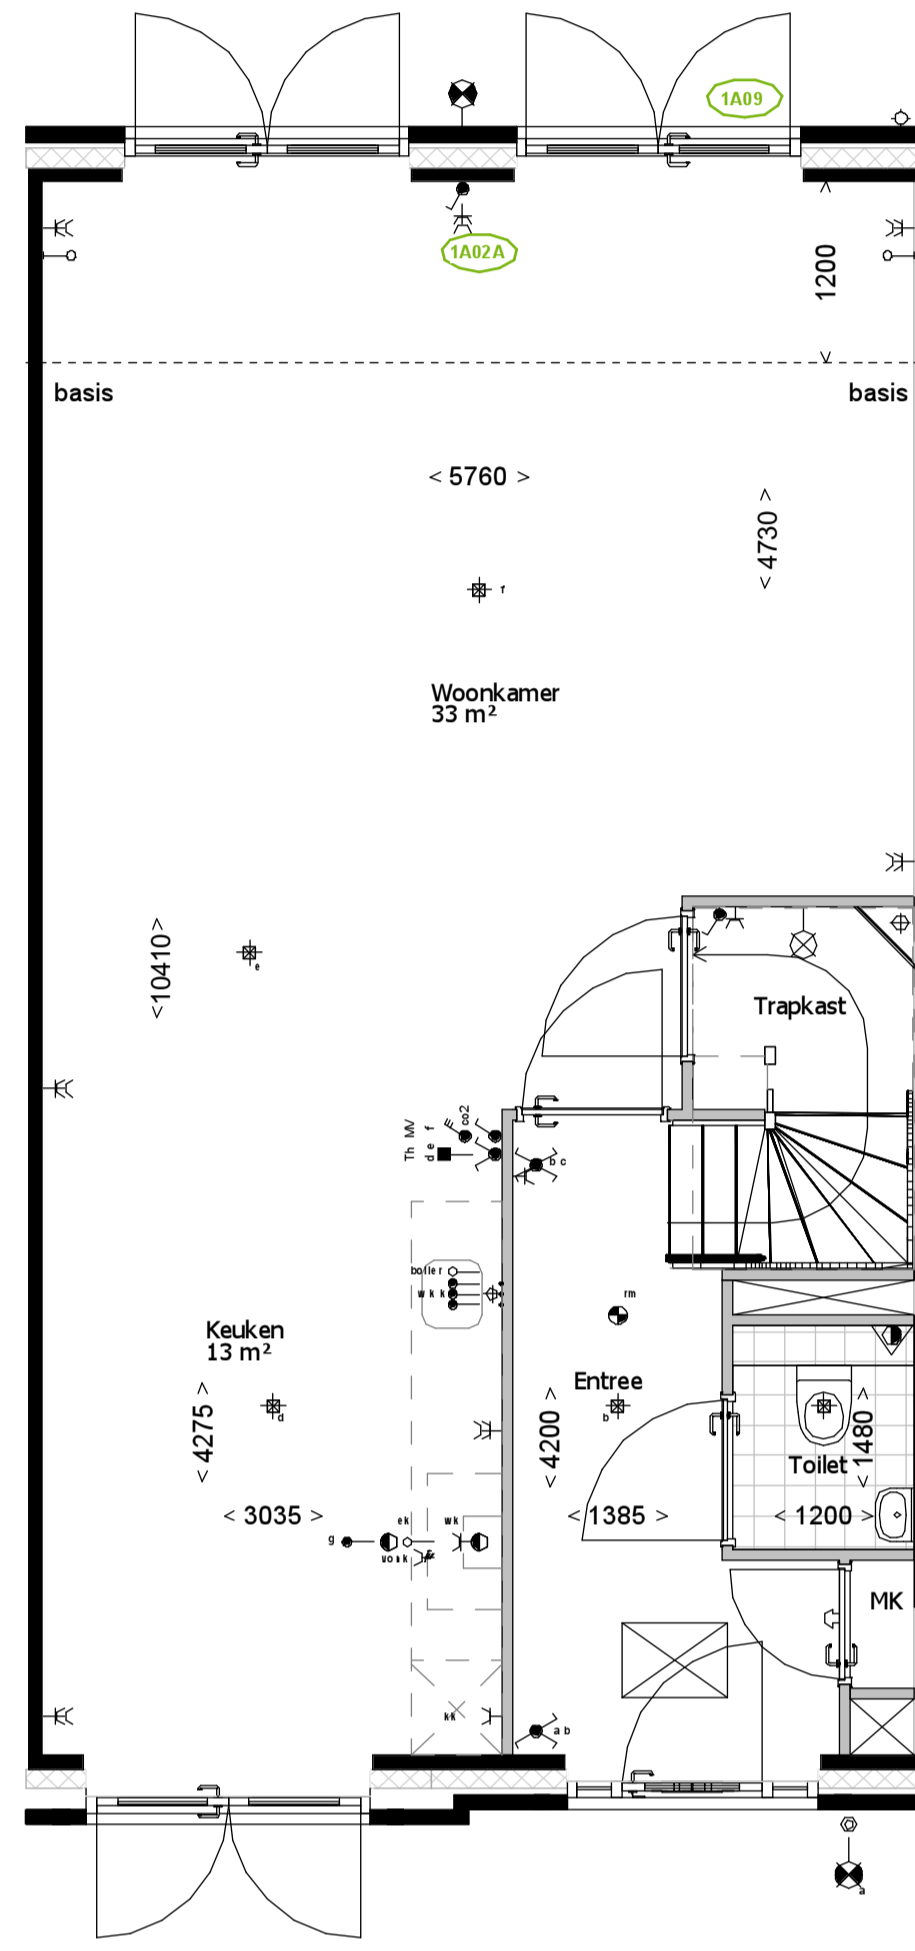 1A09
1A02A
1200
basis
basis
< 5760 >
< 4730 >
f
Woonkamer
33 m²
<10410>
e
Trapkast
Th MV
d e f
co2
b c
boiler
w k k
rm
Keuken
13 m²
Entree
d
b
< 4275 >
< 4200 >
< 1480 >
Toilet
< 3035 >
< 1385 >
< 1200 >
g
ek
wk
MK
kk
a b
a